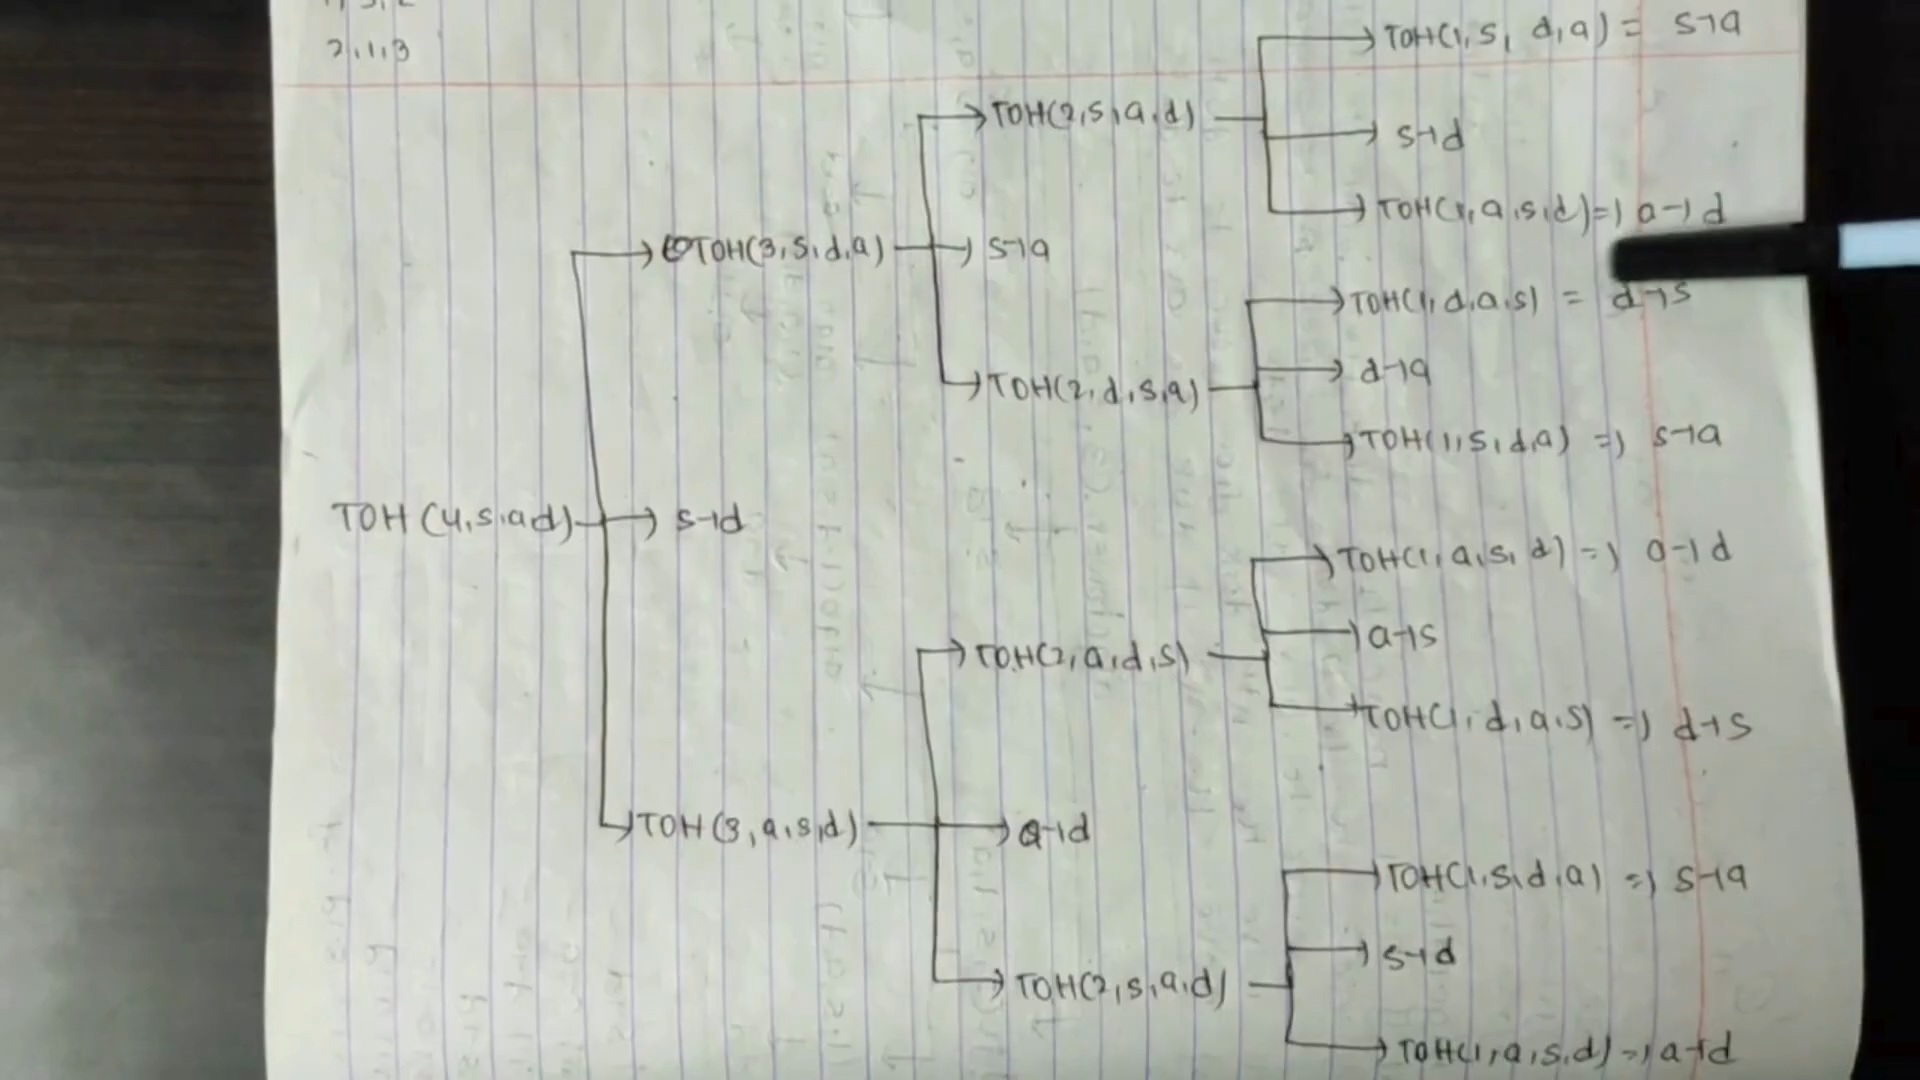 2,1,3
TOH(1,s,d,a) = s→a
TOH(2,s,a,d)
s→d
TOH(1,a,s,d) ⇒ a→d
TOH(3,s,d,a)
s→a
TOH(1,d,a,s) = d→s
d→a
TOH(2,d,s,a)
TOH(1,s,d,a) ⇒ s→a
TOH(4,s,a,d)
s→d
TOH(1,a,s,d) ⇒ a→d
a→s
TOH(2,a,d,s)
TOH(1,d,a,s) ⇒ d→s
TOH(3,a,s,d)
a→d
TOH(1,s,d,a) ⇒ s→a
s→d
TOH(2,s,a,d)
TOH(1,a,s,d) ⇒ a→d